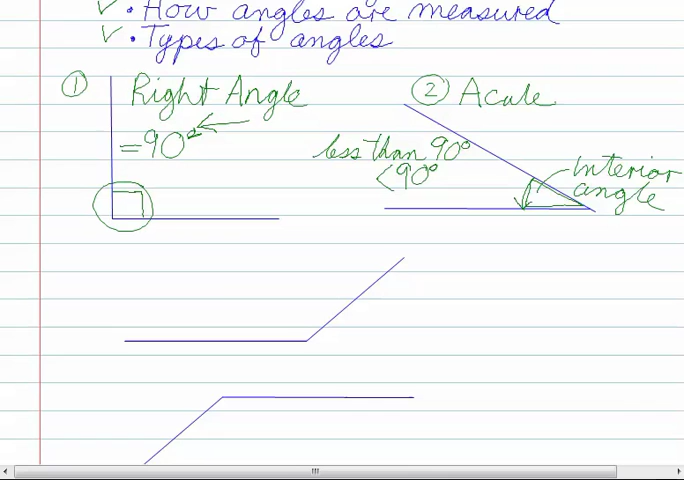 • How angles are measured
• Types of angles
① Right Angle
= 90°
② Acute
less than 90°
< 90°
Interior
angle